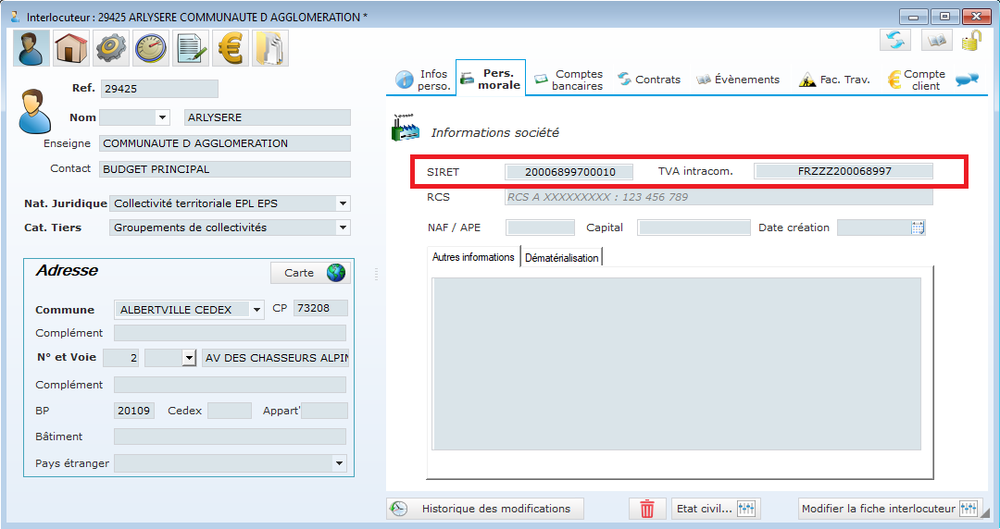 Interlocuteur : 29425 ARLYSERE COMMUNAUTE D AGGLOMERATION *
Infos perso.
Pers. morale
Comptes bancaires
Contrats
Évènements
Fac. Trav.
Compte client
Ref. 29425
Nom ARLYSERE
Enseigne COMMUNAUTE D AGGLOMERATION
Contact BUDGET PRINCIPAL
Nat. Juridique Collectivité territoriale EPL EPS
Cat. Tiers Groupements de collectivités
Adresse
Carte
Commune ALBERTVILLE CEDEX CP 73208
Complément
N° et Voie 2 AV DES CHASSEURS ALPIN
Complément
BP 20109 Cedex Appart'
Bâtiment
Pays étranger
Informations société
SIRET 20006899700010 TVA intracom. FRZZZ200068997
RCS RCS A XXXXXXXXX : 123 456 789
NAF / APE Capital Date création
Autres informations Dématérialisation
Historique des modifications
Etat civil...
Modifier la fiche interlocuteur